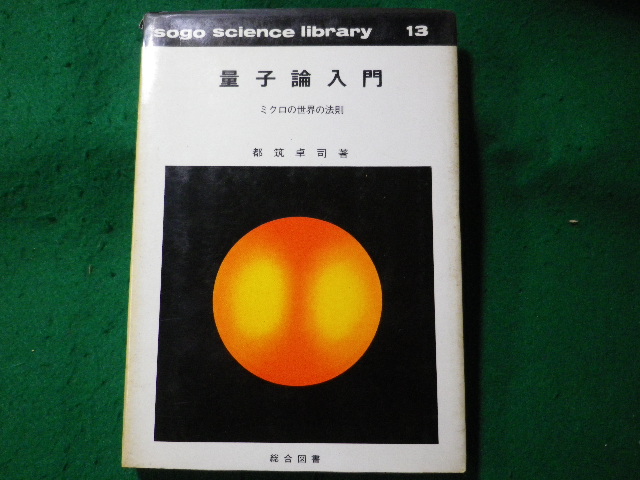 sogo science library 13
量子論入門
ミクロの世界の法則
都筑卓司著
総合図書